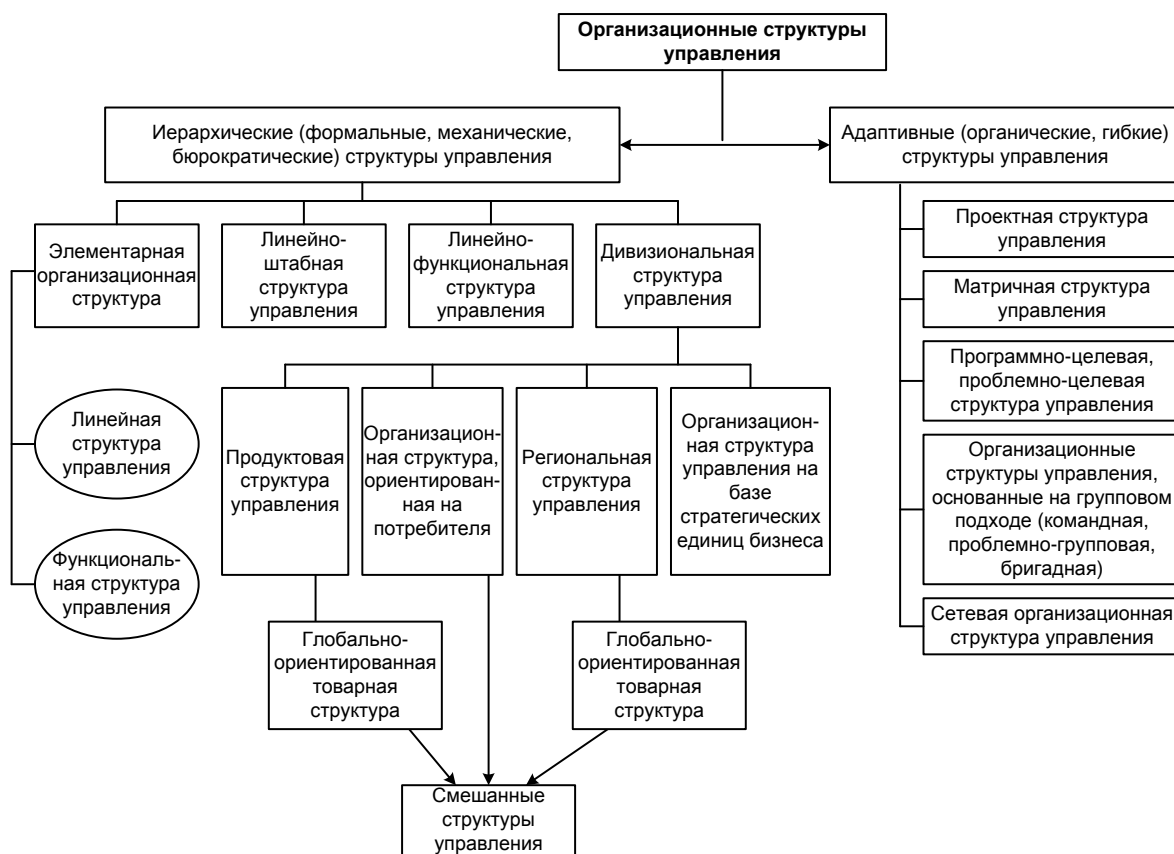 Организационные структуры
управления
Иерархические (формальные, механические,
бюрократические) структуры управления
Адаптивные (органические, гибкие)
структуры управления
Элементарная
организационная
структура
Линейно-
штабная
структура
управления
Линейно-
функциональная
структура
управления
Дивизиональная
структура
управления
Проектная структура
управления
Матричная структура
управления
Программно-целевая,
проблемно-целевая
структура управления
Организационные
структуры управления,
основанные на групповом
подходе (командная,
проблемно-групповая,
бригадная)
Сетевая организационная
структура управления
Линейная
структура
управления
Функциональ-
ная структура
управления
Продуктовая
структура
управления
Организацион-
ная структура,
ориентирован-
ная на
потребителя
Региональная
структура
управления
Организацион-
ная структура
управления на
базе
стратегических
единиц бизнеса
Глобально-
ориентированная
товарная
структура
Глобально-
ориентированная
товарная
структура
Смешанные
структуры
управления